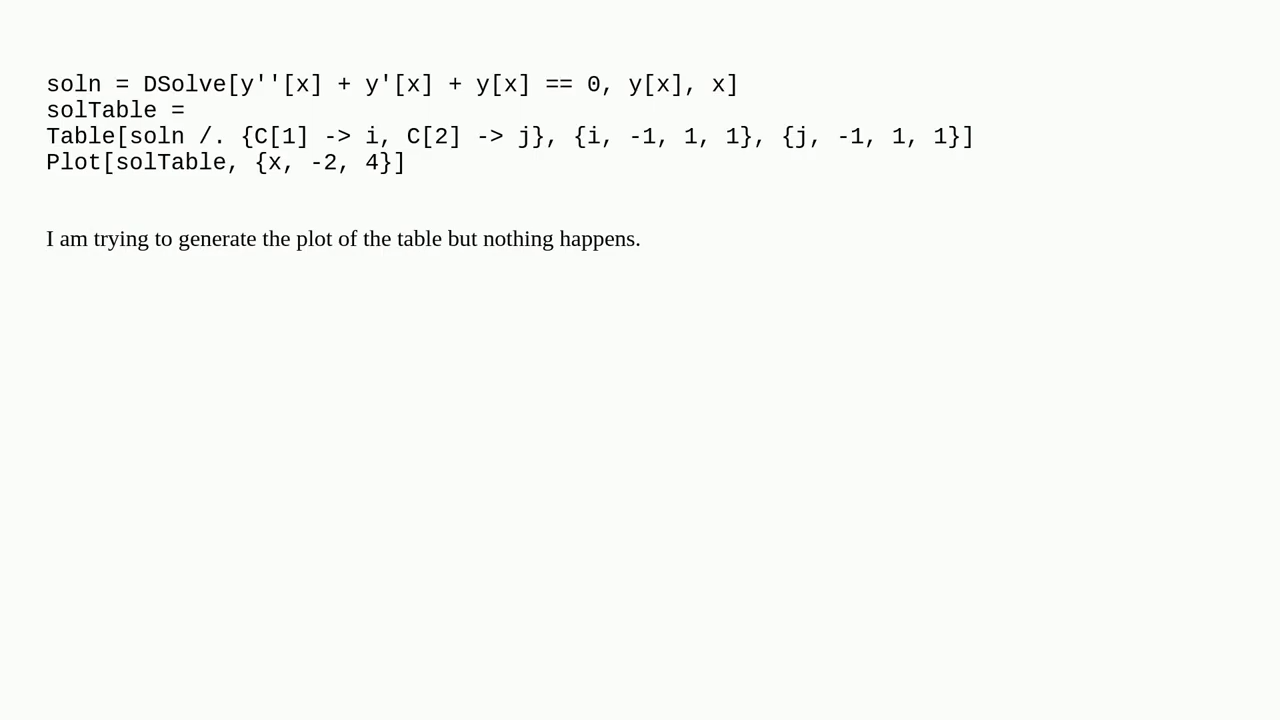 soln = DSolve[y''[x] + y'[x] + y[x] == 0, y[x], x]
solTable =
Table[soln /. {C[1] -> i, C[2] -> j}, {i, -1, 1, 1}, {j, -1, 1, 1}]
Plot[solTable, {x, -2, 4}]
I am trying to generate the plot of the table but nothing happens.